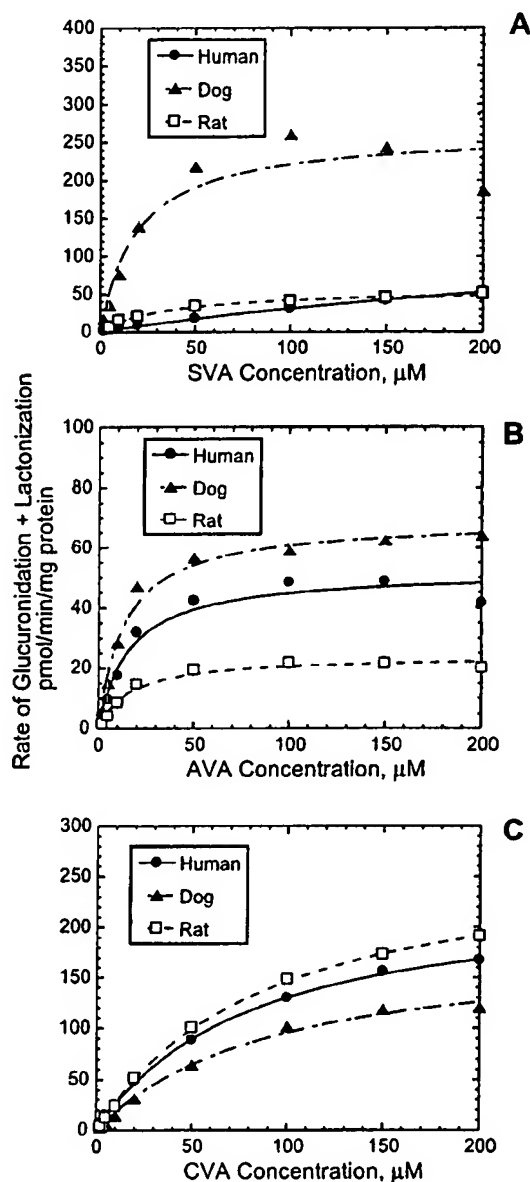 A
400
350
300
250
200
150
100
50
0
Human
Dog
Rat
0 50 100 150 200
SVA Concentration, µM
Rate of Glucuronidation + Lactonization
pmol/min/mg protein
B
100
80
60
40
20
0
Human
Dog
Rat
0 50 100 150 200
AVA Concentration, µM
C
300
250
200
150
100
50
0
Human
Dog
Rat
0 50 100 150 200
CVA Concentration, µM